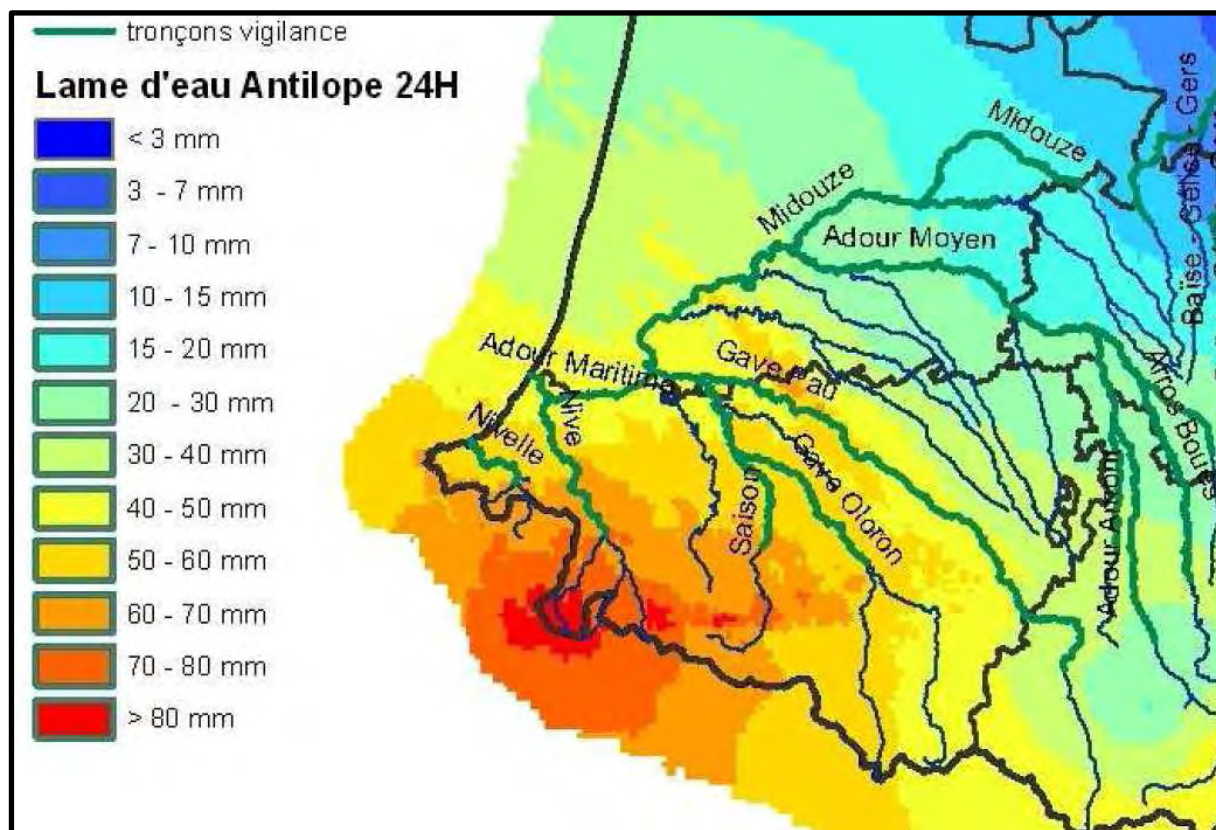 tronçons vigilance
Lame d'eau Antilope 24H
< 3 mm
3 - 7 mm
7 - 10 mm
10 - 15 mm
15 - 20 mm
20 - 30 mm
30 - 40 mm
40 - 50 mm
50 - 60 mm
60 - 70 mm
70 - 80 mm
> 80 mm
Midouze
Midouze
Adour Moyen
Baïse - Gélise - Gers
Adour Maritime
Gave Pau
Nive
Nivelle
Saison
Gave Oloron
Adour Amont
Arros Bouès